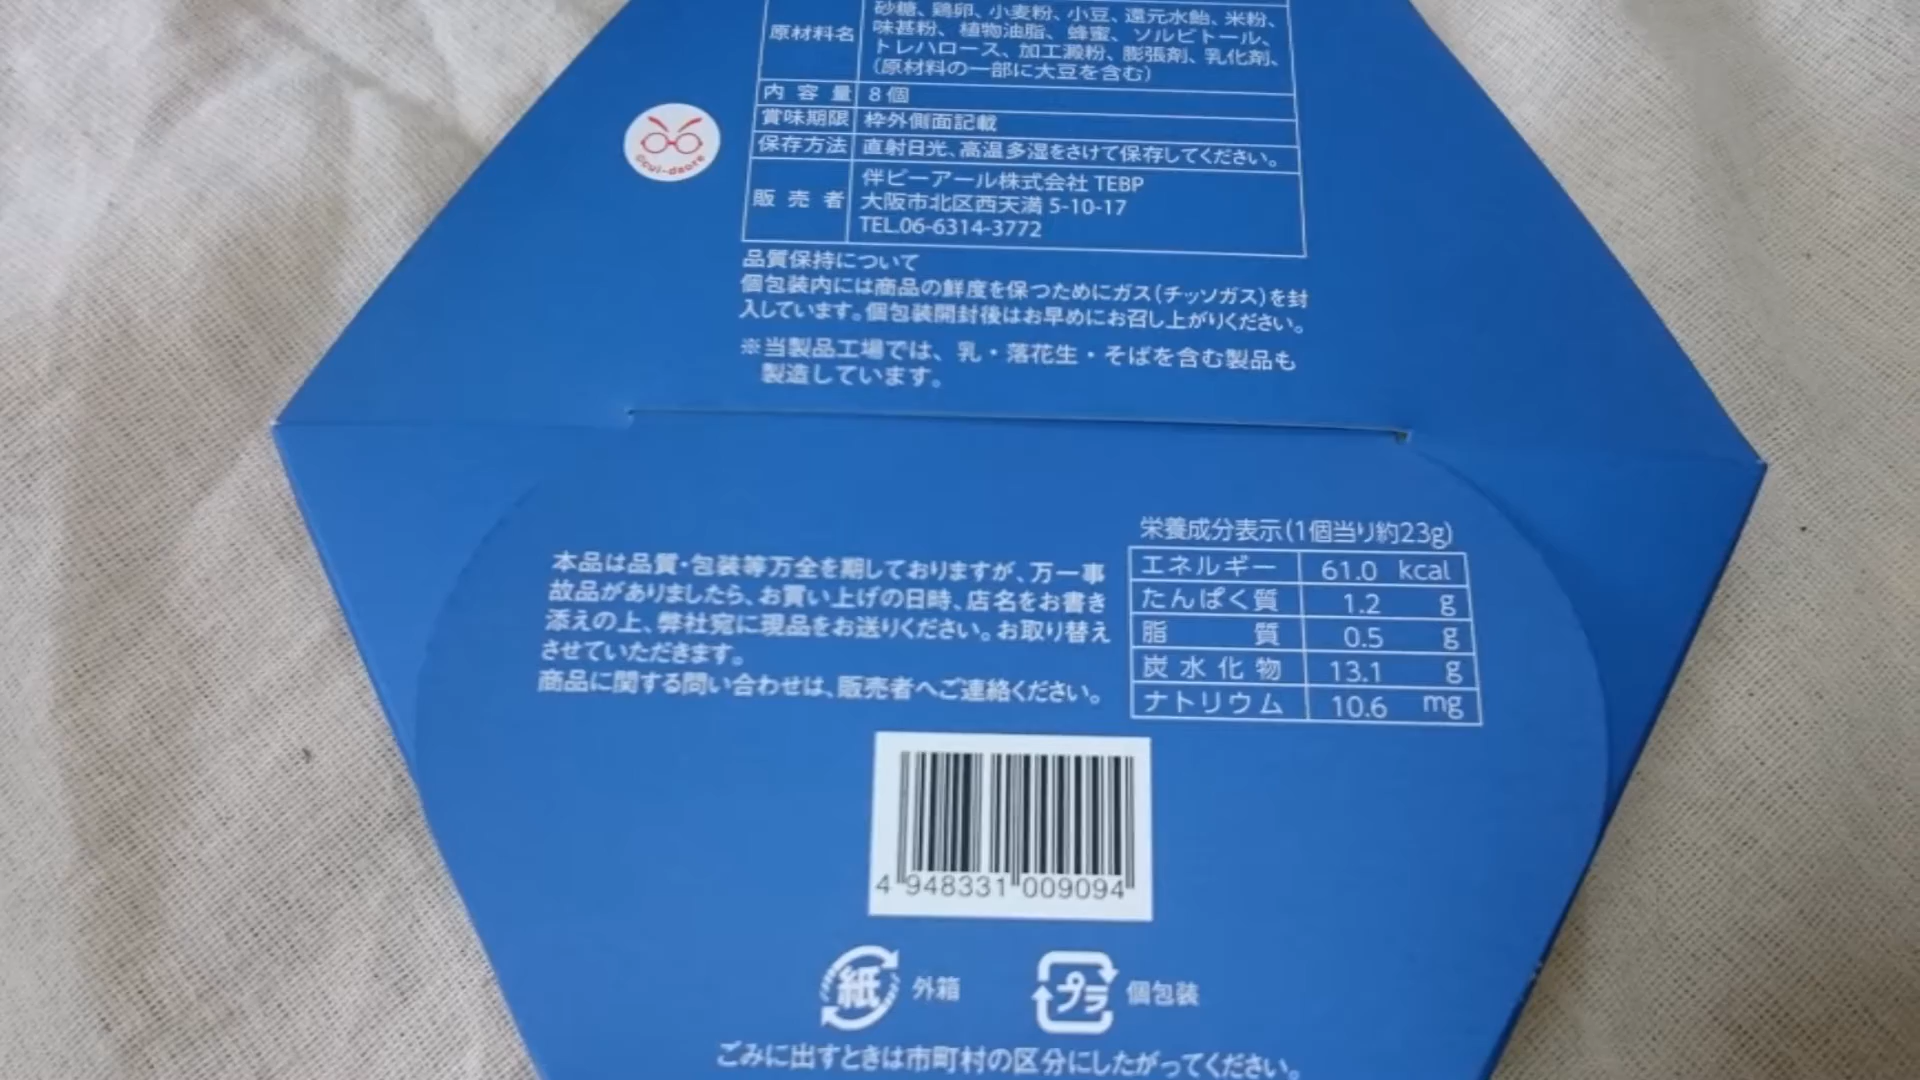 原材料名
砂糖、鶏卵、小麦粉、小豆、還元水飴、米粉、
味甚粉、植物油脂、蜂蜜、ソルビトール、
トレハロース、加工澱粉、膨張剤、乳化剤、
(原材料の一部に大豆を含む)
内容量 8個
賞味期限 枠外側面記載
保存方法 直射日光、高温多湿をさけて保存してください。
販売者
伴ピーアール株式会社 TEBP
大阪市北区西天満 5-10-17
TEL.06-6314-3772
Cui-daore
品質保持について
個包装内には商品の鮮度を保つためにガス(チッソガス)を封
入しています。個包装開封後はお早めにお召し上がりください。
※当製品工場では、乳・落花生・そばを含む製品も
製造しています。
本品は品質・包装等万全を期しておりますが、万一事
故品がありましたら、お買い上げの日時、店名をお書き
添えの上、弊社宛に現品をお送りください。お取り替え
させていただきます。
商品に関する問い合わせは、販売者へご連絡ください。
栄養成分表示(1個当り約23g)
エネルギー 61.0 kcal
たんぱく質 1.2 g
脂質 0.5 g
炭水化物 13.1 g
ナトリウム 10.6 mg
4 948331 009094
紙 外箱
プラ 個包装
ごみに出すときは市町村の区分にしたがってください。